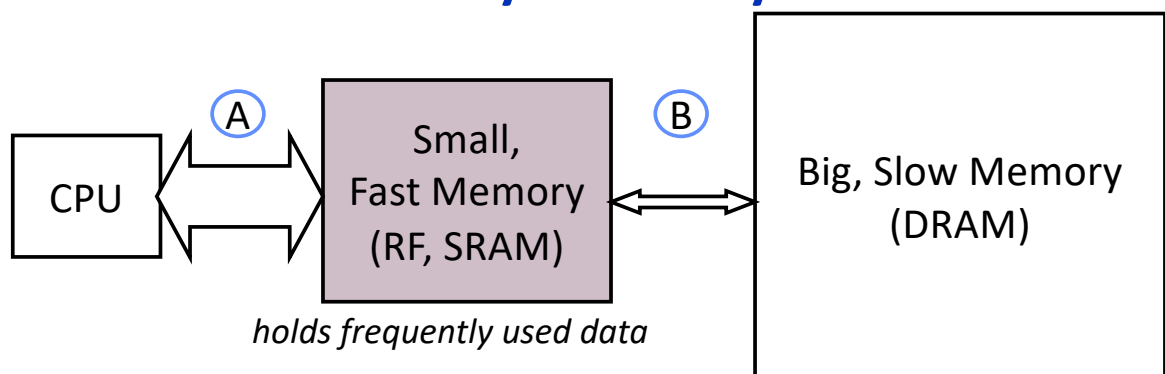 CPU
A
Small,
Fast Memory
(RF, SRAM)
holds frequently used data
B
Big, Slow Memory
(DRAM)